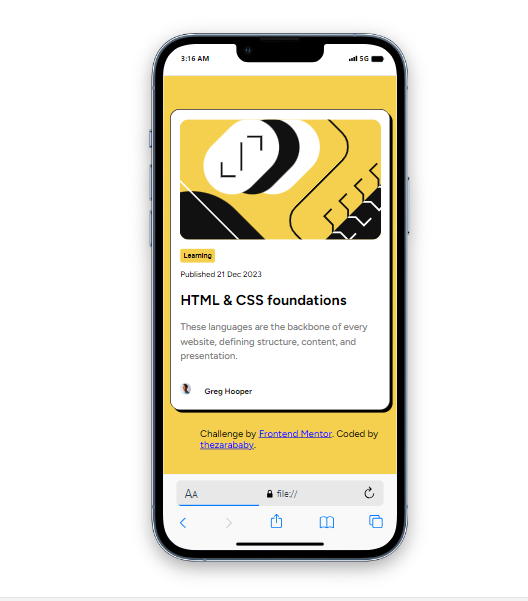 3:16 AM
5G
Learning
Published 21 Dec 2023
HTML & CSS foundations
These languages are the backbone of every
website, defining structure, content, and
presentation.
Greg Hooper
Challenge by Frontend Mentor. Coded by
thezarababy.
AA
file://